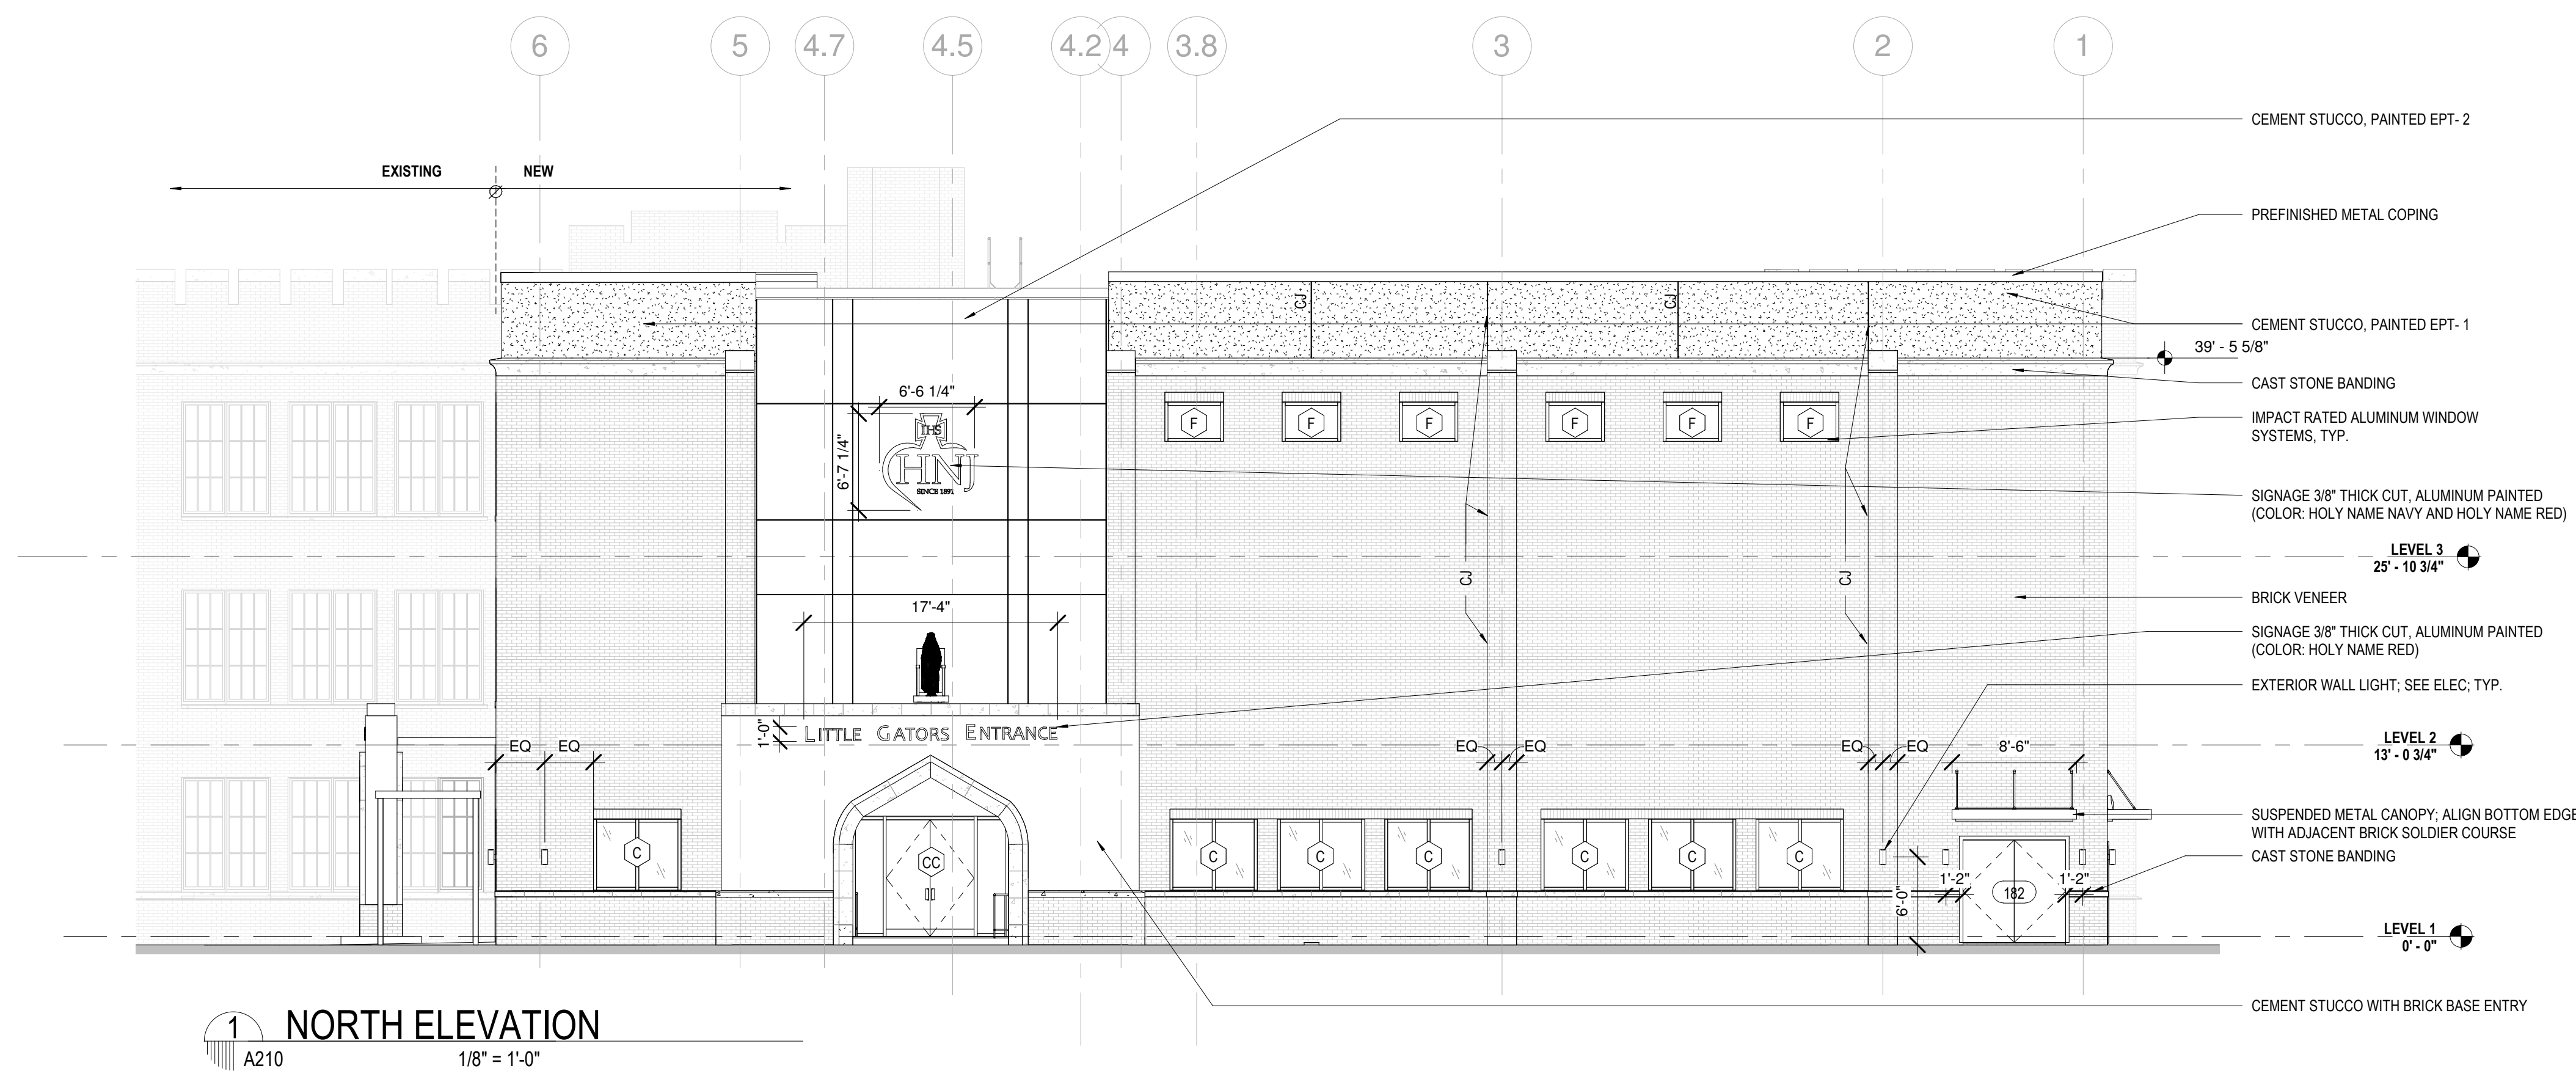 6 5 4.7 4.5 4.2 4 3.8 3 2 1
CEMENT STUCCO, PAINTED EPT- 2
EXISTING NEW
PREFINISHED METAL COPING
CJ CJ
CEMENT STUCCO, PAINTED EPT- 1
39' - 5 5/8"
CAST STONE BANDING
6'-6 1/4"
F F F F F F
IMPACT RATED ALUMINUM WINDOW
SYSTEMS, TYP.
IHS
6'-7 1/4"
HNJ
SINCE 1891
SIGNAGE 3/8" THICK CUT, ALUMINUM PAINTED
(COLOR: HOLY NAME NAVY AND HOLY NAME RED)
LEVEL 3
25' - 10 3/4"
CJ CJ
BRICK VENEER
17'-4"
SIGNAGE 3/8" THICK CUT, ALUMINUM PAINTED
(COLOR: HOLY NAME RED)
EXTERIOR WALL LIGHT; SEE ELEC; TYP.
1'-0"
LITTLE GATORS ENTRANCE
EQ EQ EQ EQ EQ EQ 8'-6"
LEVEL 2
13' - 0 3/4"
SUSPENDED METAL CANOPY; ALIGN BOTTOM EDGE
WITH ADJACENT BRICK SOLDIER COURSE
C CC C C C C C C
CAST STONE BANDING
1'-2" 1'-2"
182
6'-0"
LEVEL 1
0' - 0"
CEMENT STUCCO WITH BRICK BASE ENTRY
1 NORTH ELEVATION
A210 1/8" = 1'-0"